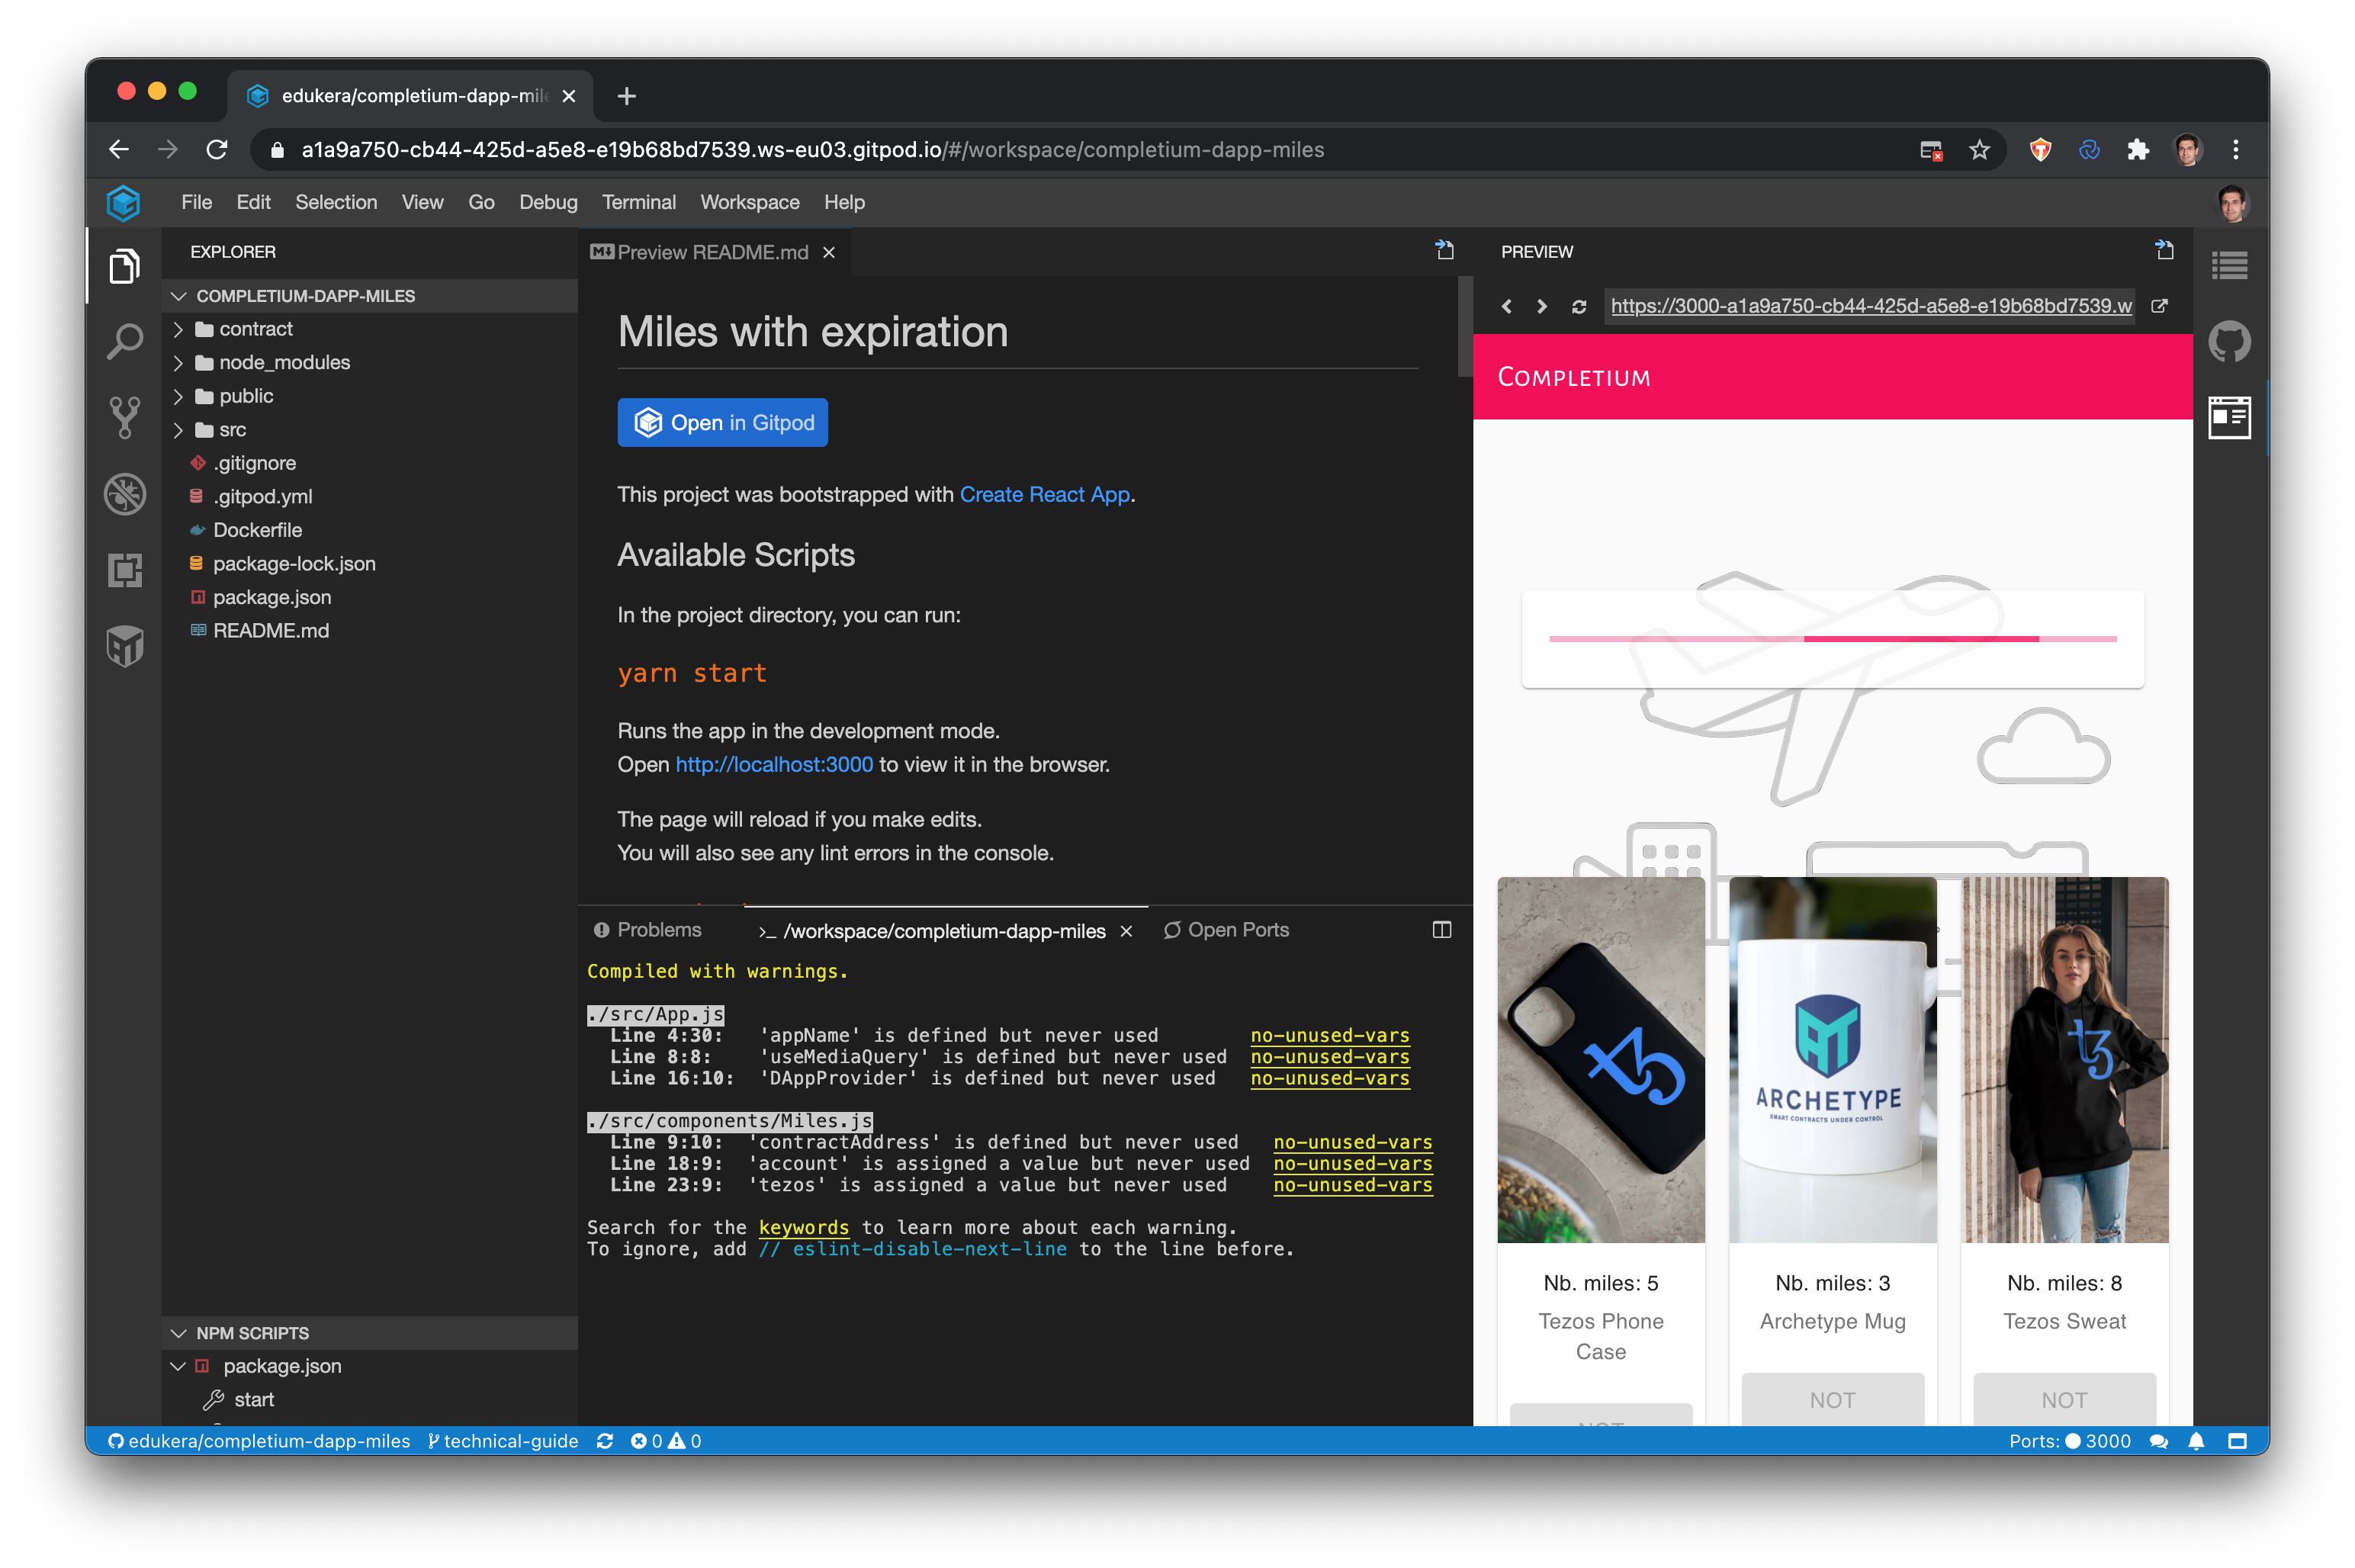 edukera/completium-dapp-mile
a1a9a750-cb44-425d-a5e8-e19b68bd7539.ws-eu03.gitpod.io/#/workspace/completium-dapp-miles
File Edit Selection View Go Debug Terminal Workspace Help
EXPLORER
COMPLETIUM-DAPP-MILES
contract
node_modules
public
src
.gitignore
.gitpod.yml
Dockerfile
package-lock.json
package.json
README.md
NPM SCRIPTS
package.json
start
Preview README.md
Miles with expiration
Open in Gitpod
This project was bootstrapped with Create React App.
Available Scripts
In the project directory, you can run:
yarn start
Runs the app in the development mode.
Open http://localhost:3000 to view it in the browser.
The page will reload if you make edits.
You will also see any lint errors in the console.
Problems >_ /workspace/completium-dapp-miles Open Ports
Compiled with warnings.
./src/App.js
Line 4:30: 'appName' is defined but never used no-unused-vars
Line 8:8: 'useMediaQuery' is defined but never used no-unused-vars
Line 16:10: 'DAppProvider' is defined but never used no-unused-vars
./src/components/Miles.js
Line 9:10: 'contractAddress' is defined but never used no-unused-vars
Line 18:9: 'account' is assigned a value but never used no-unused-vars
Line 23:9: 'tezos' is assigned a value but never used no-unused-vars
Search for the keywords to learn more about each warning.
To ignore, add // eslint-disable-next-line to the line before.
PREVIEW
https://3000-a1a9a750-cb44-425d-a5e8-e19b68bd7539.w
COMPLETIUM
ARCHETYPE
SMART CONTRACTS UNDER CONTROL
Nb. miles: 5
Tezos Phone
Case
NOT
Nb. miles: 3
Archetype Mug
NOT
Nb. miles: 8
Tezos Sweat
NOT
edukera/completium-dapp-miles technical-guide 0 0 Ports: 3000